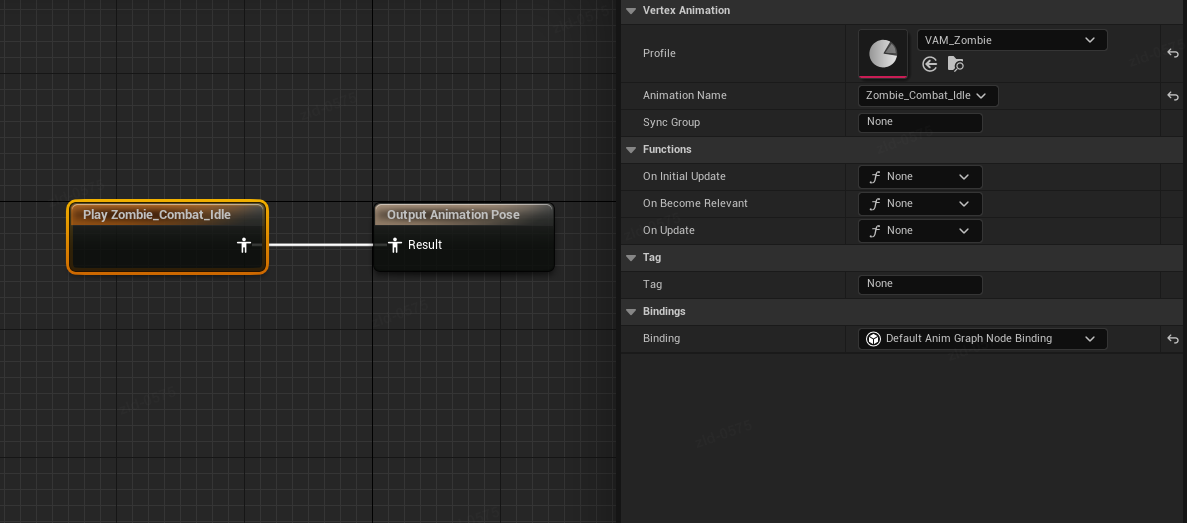 Play Zombie_Combat_Idle
Output Animation Pose
Result
Vertex Animation
Profile
VAM_Zombie
Animation Name
Zombie_Combat_Idle
Sync Group
None
Functions
On Initial Update
None
On Become Relevant
None
On Update
None
Tag
Tag
None
Bindings
Binding
Default Anim Graph Node Binding